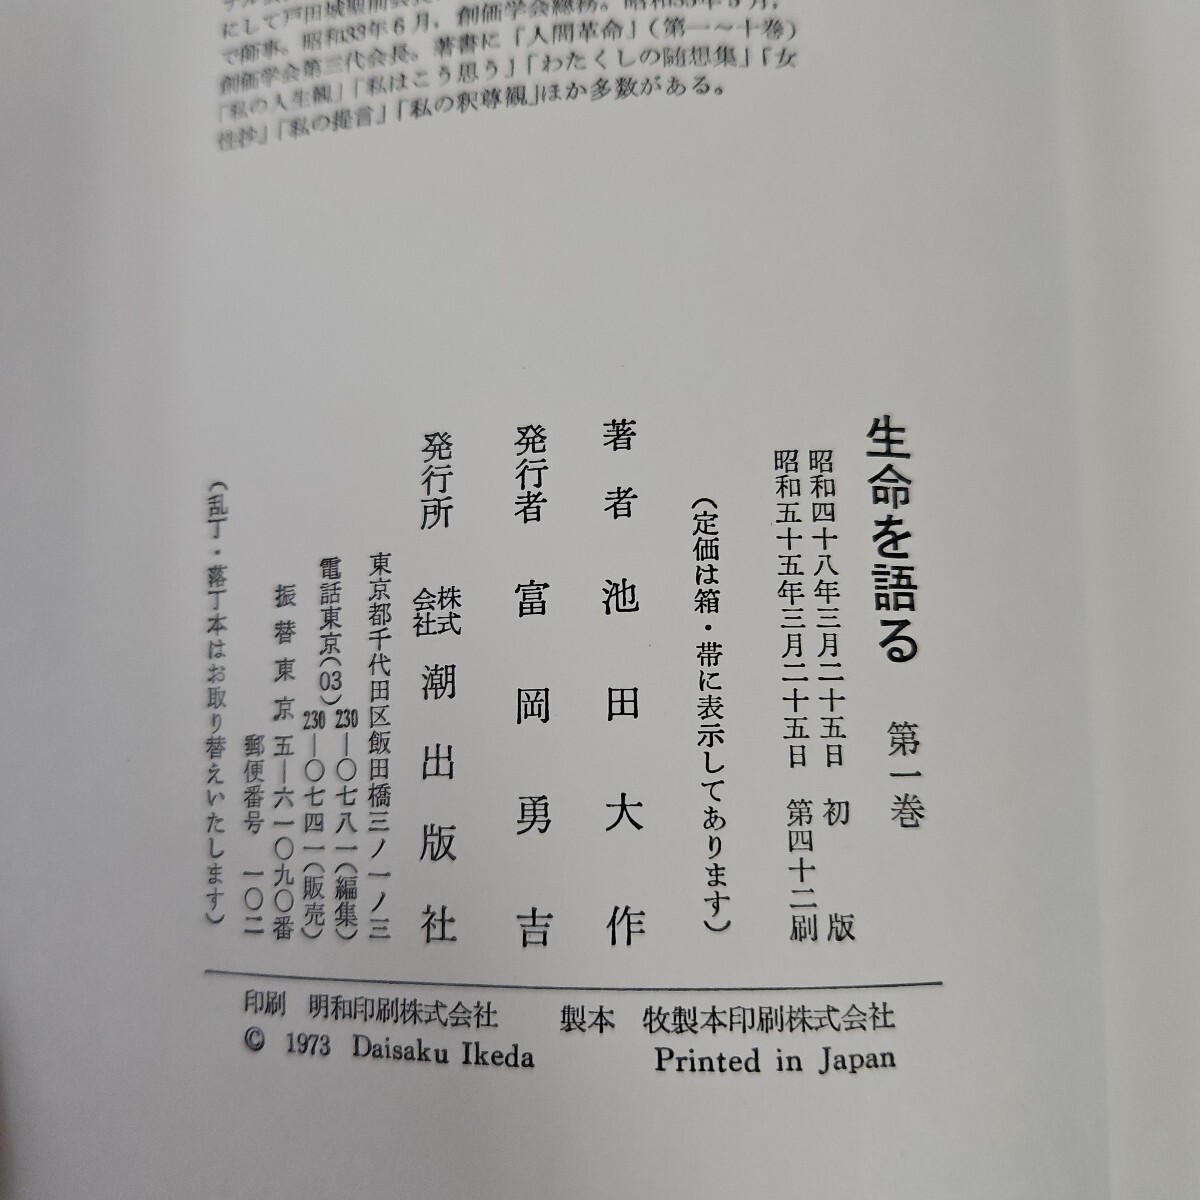 にして戸田城聖前会長
で師事。昭和33年6月，創価学会総務。昭和35年5月，
創価学会第三代会長。著書に「人間革命」（第一～十巻）
「私の人生観」「私はこう思う」「わたくしの随想集」「女
性抄」「私の提言」「私の釈尊観」ほか多数がある。
生命を語る　第一巻
昭和四十八年三月二十五日　初　版
昭和五十五年三月二十五日　第四十二刷
（定価は箱・帯に表示してあります）
著者　池田大作
発行者　富岡勇吉
発行所　株式会社　潮出版社
東京都千代田区飯田橋三ノ一ノ三
電話東京(03) 230—〇七八一（編集）
230—〇七四一（販売）
振替東京五—六一〇九〇番
郵便番号　一〇二
（乱丁・落丁本はお取り替えいたします）
印刷　明和印刷株式会社　製本　牧製本印刷株式会社
© 1973 Daisaku Ikeda　Printed in Japan